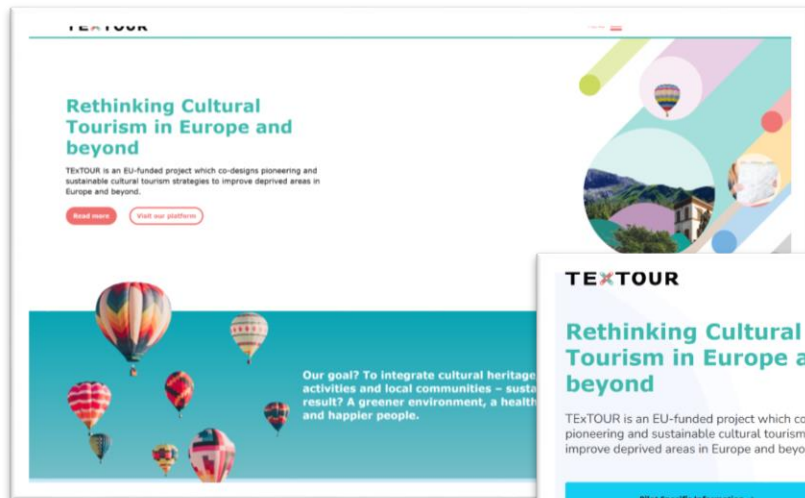 TEXTOUR
Rethinking Cultural
Tourism in Europe and
beyond
TExTOUR is an EU-funded project which co-designs pioneering and
sustainable cultural tourism strategies to improve deprived areas in
Europe and beyond.
Read more
Visit our platform
Our goal? To integrate cultural heritage
activities and local communities – susta
result? A greener environment, a health
and happier people.
TEXTOUR
Rethinking Cultural
Tourism in Europe a
beyond
TExTOUR is an EU-funded project which co
pioneering and sustainable cultural tourism
improve deprived areas in Europe and beyo